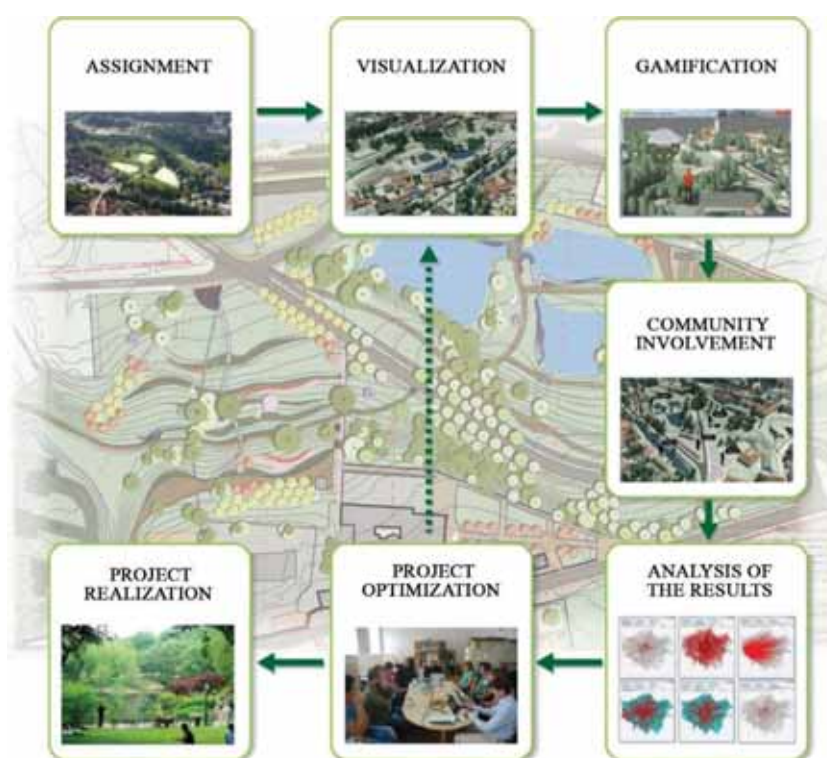 ASSIGNMENT
VISUALIZATION
GAMIFICATION
COMMUNITY
INVOLVEMENT
ANALYSIS OF
THE RESULTS
PROJECT
OPTIMIZATION
PROJECT
REALIZATION